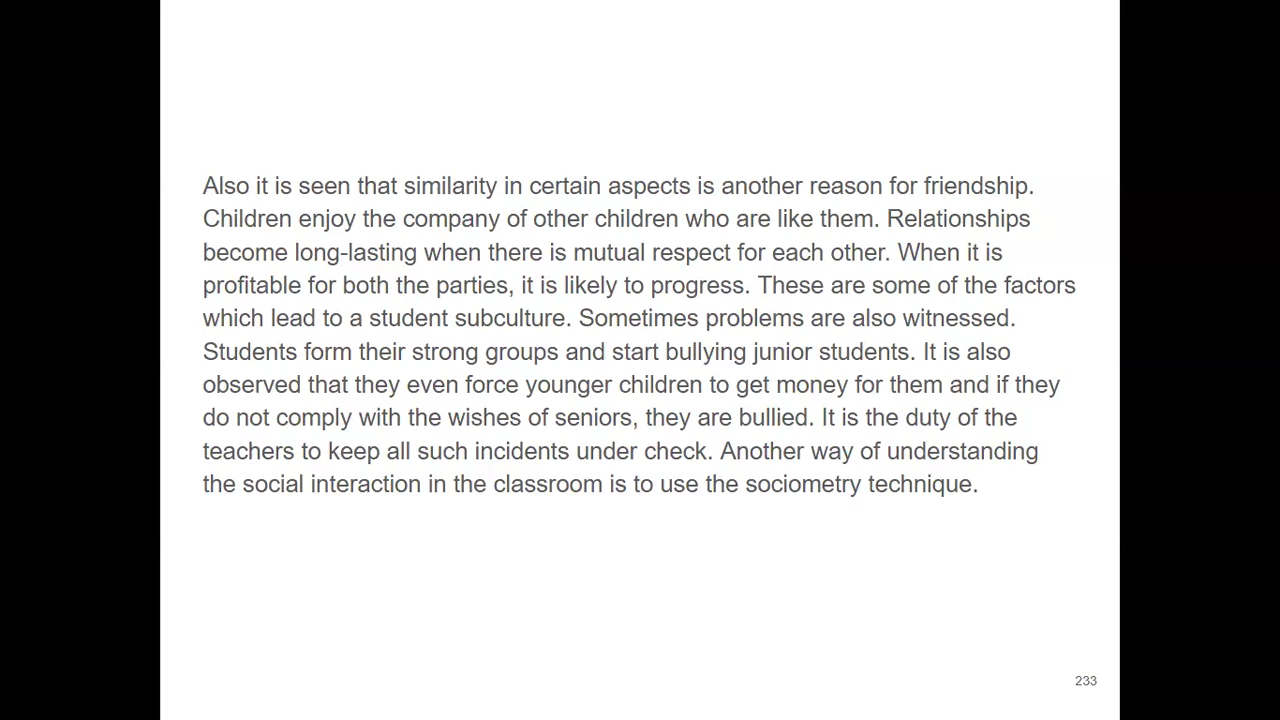 Also it is seen that similarity in certain aspects is another reason for friendship.
Children enjoy the company of other children who are like them. Relationships
become long-lasting when there is mutual respect for each other. When it is
profitable for both the parties, it is likely to progress. These are some of the factors
which lead to a student subculture. Sometimes problems are also witnessed.
Students form their strong groups and start bullying junior students. It is also
observed that they even force younger children to get money for them and if they
do not comply with the wishes of seniors, they are bullied. It is the duty of the
teachers to keep all such incidents under check. Another way of understanding
the social interaction in the classroom is to use the sociometry technique.
233